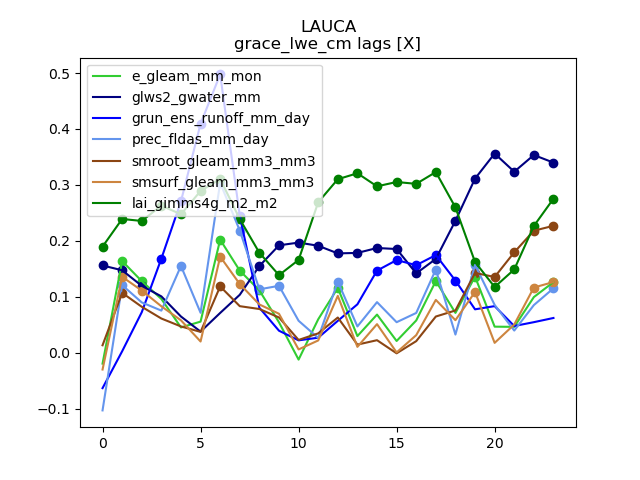 LAUCA
grace_lwe_cm lags [X]
e_gleam_mm_mon
glws2_gwater_mm
grun_ens_runoff_mm_day
prec_fldas_mm_day
smroot_gleam_mm3_mm3
smsurf_gleam_mm3_mm3
lai_gimms4g_m2_m2
0.5
0.4
0.3
0.2
0.1
0.0
−0.1
0
5
10
15
20